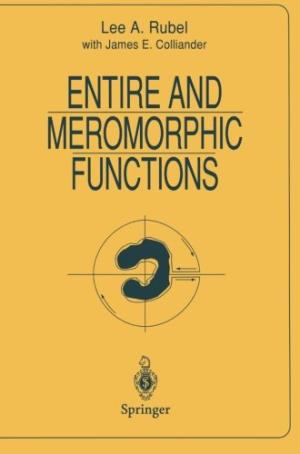 Lee A. Rubel
with James E. Colliander
ENTIRE AND
MEROMORPHIC
FUNCTIONS
Springer